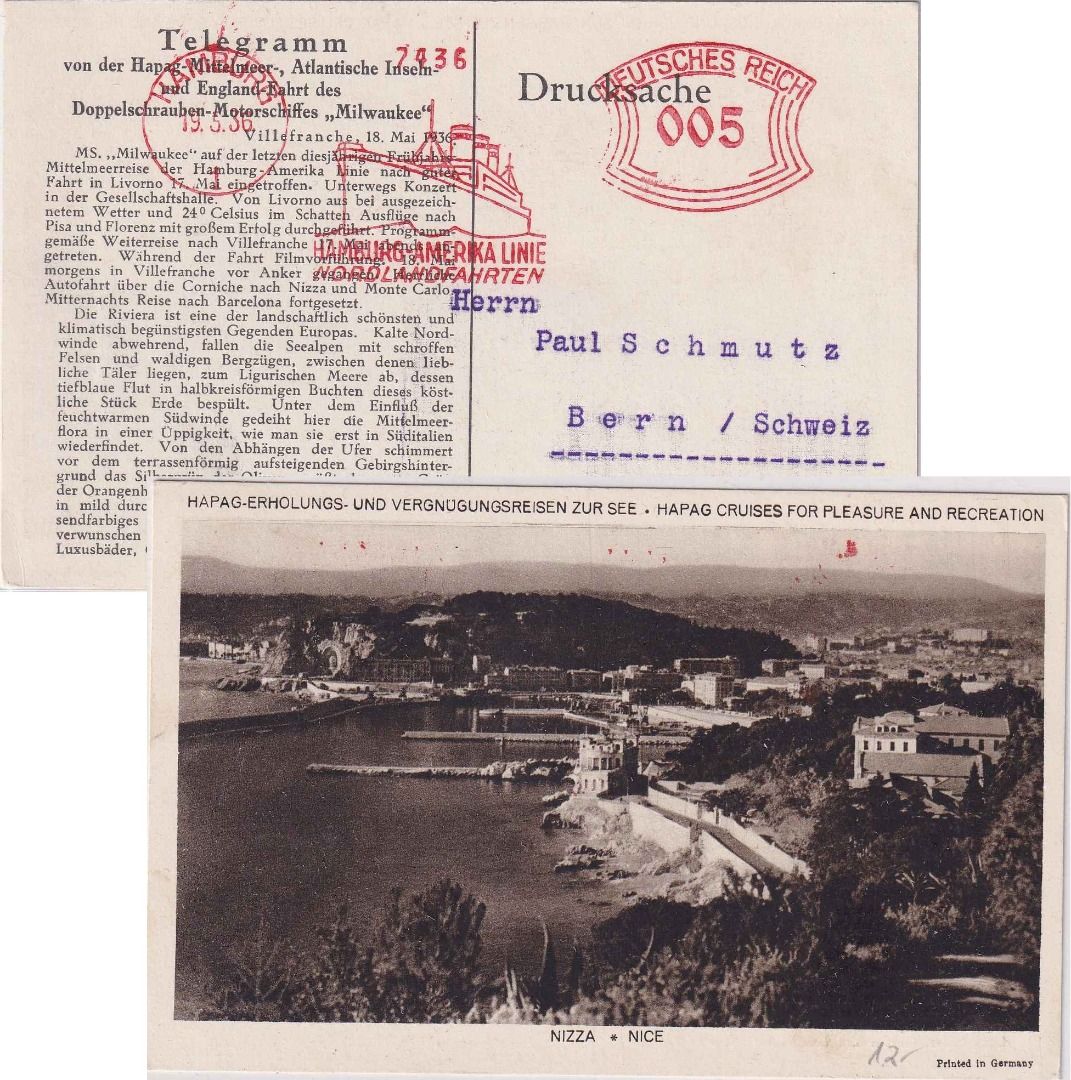 Telegramm
von der Hapag-Mittelmeer-, Atlantische Inseln-
und England-Fahrt des
Doppelschrauben-Motorschiffes „Milwaukee“
Villefranche, 18. Mai 1936.
MS. „Milwaukee“ auf der letzten diesjährigen Frühjahrs-
Mittelmeerreise der Hamburg-Amerika Linie nach guter
Fahrt in Livorno 17. Mai eingetroffen. Unterwegs Konzert
in der Gesellschaftshalle. Von Livorno aus bei ausgezeich-
netem Wetter und 24° Celsius im Schatten Ausflüge nach
Pisa und Florenz mit großem Erfolg durchgeführt. Programm-
gemäße Weiterreise nach Villefranche 17. Mai abends an-
getreten. Während der Fahrt Filmvorführung. 18. Mai
morgens in Villefranche vor Anker gegangen. Herrliche
Autofahrt über die Corniche nach Nizza und Monte Carlo.
Mitternachts Reise nach Barcelona fortgesetzt.
Die Riviera ist eine der landschaftlich schönsten und
klimatisch begünstigsten Gegenden Europas. Kalte Nord-
winde abwehrend, fallen die Seealpen mit schroffen
Felsen und waldigen Bergzügen, zwischen denen lieb-
liche Täler liegen, zum Ligurischen Meere ab, dessen
tiefblaue Flut in halbkreisförmigen Buchten dieses köst-
liche Stück Erde bespült. Unter dem Einfluß der
feuchtwarmen Südwinde gedeiht hier die Mittelmeer-
flora in einer Üppigkeit, wie man sie erst in Süditalien
wiederfindet. Von den Abhängen der Ufer schimmert
vor dem terrassenförmig aufsteigenden Gebirgshinter-
grund das
der Orangenh
in mild durc
sendfarbiges
verwunschen
Luxusbäder,
HAMBURG
19.5.36
1
7436
HAMBURG-AMERIKA LINIE
NORDLANDFAHRTEN
DEUTSCHES REICH
005
Drucksache
Herrn
Paul Schmutz
Bern / Schweiz
HAPAG-ERHOLUNGS- UND VERGNÜGUNGSREISEN ZUR SEE • HAPAG CRUISES FOR PLEASURE AND RECREATION
NIZZA * NICE
12.-
Printed in Germany